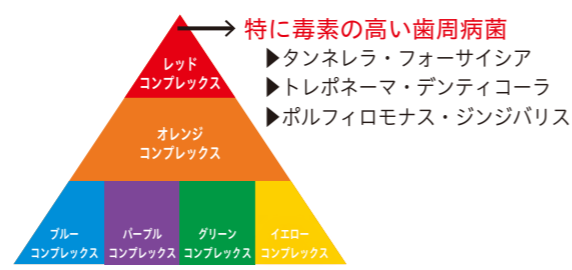 特に毒素の高い歯周病菌
▶タンネレラ・フォーサイシア
▶トレポネーマ・デンティコーラ
▶ポルフィロモナス・ジンジバリス
レッド
コンプレックス
オレンジ
コンプレックス
ブルー
コンプレックス
パープル
コンプレックス
グリーン
コンプレックス
イエロー
コンプレックス